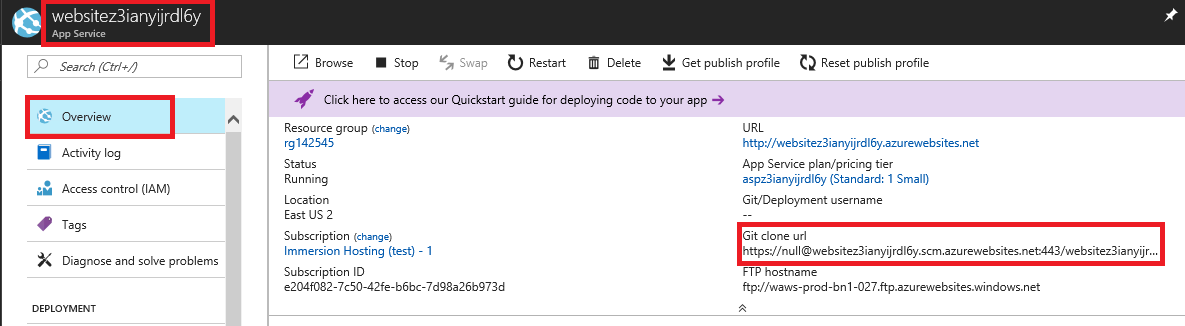 websitez3ianyijrdl6y
App Service
Search (Ctrl+/)
Overview
Activity log
Access control (IAM)
Tags
Diagnose and solve problems
DEPLOYMENT
Browse Stop Swap Restart Delete Get publish profile Reset publish profile
Click here to access our Quickstart guide for deploying code to your app →
Resource group (change)
rg142545
Status
Running
Location
East US 2
Subscription (change)
Immersion Hosting (test) - 1
Subscription ID
e204f082-7c50-42fe-b6bc-7d98a26b973d
URL
http://websitez3ianyijrdl6y.azurewebsites.net
App Service plan/pricing tier
aspz3ianyijrdl6y (Standard: 1 Small)
Git/Deployment username
--
Git clone url
https://null@websitez3ianyijrdl6y.scm.azurewebsites.net:443/websitez3ianyijr...
FTP hostname
ftp://waws-prod-bn1-027.ftp.azurewebsites.windows.net